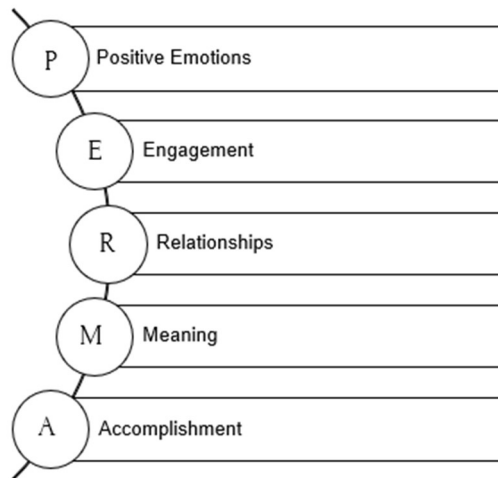 P Positive Emotions
E Engagement
R Relationships
M Meaning
A Accomplishment